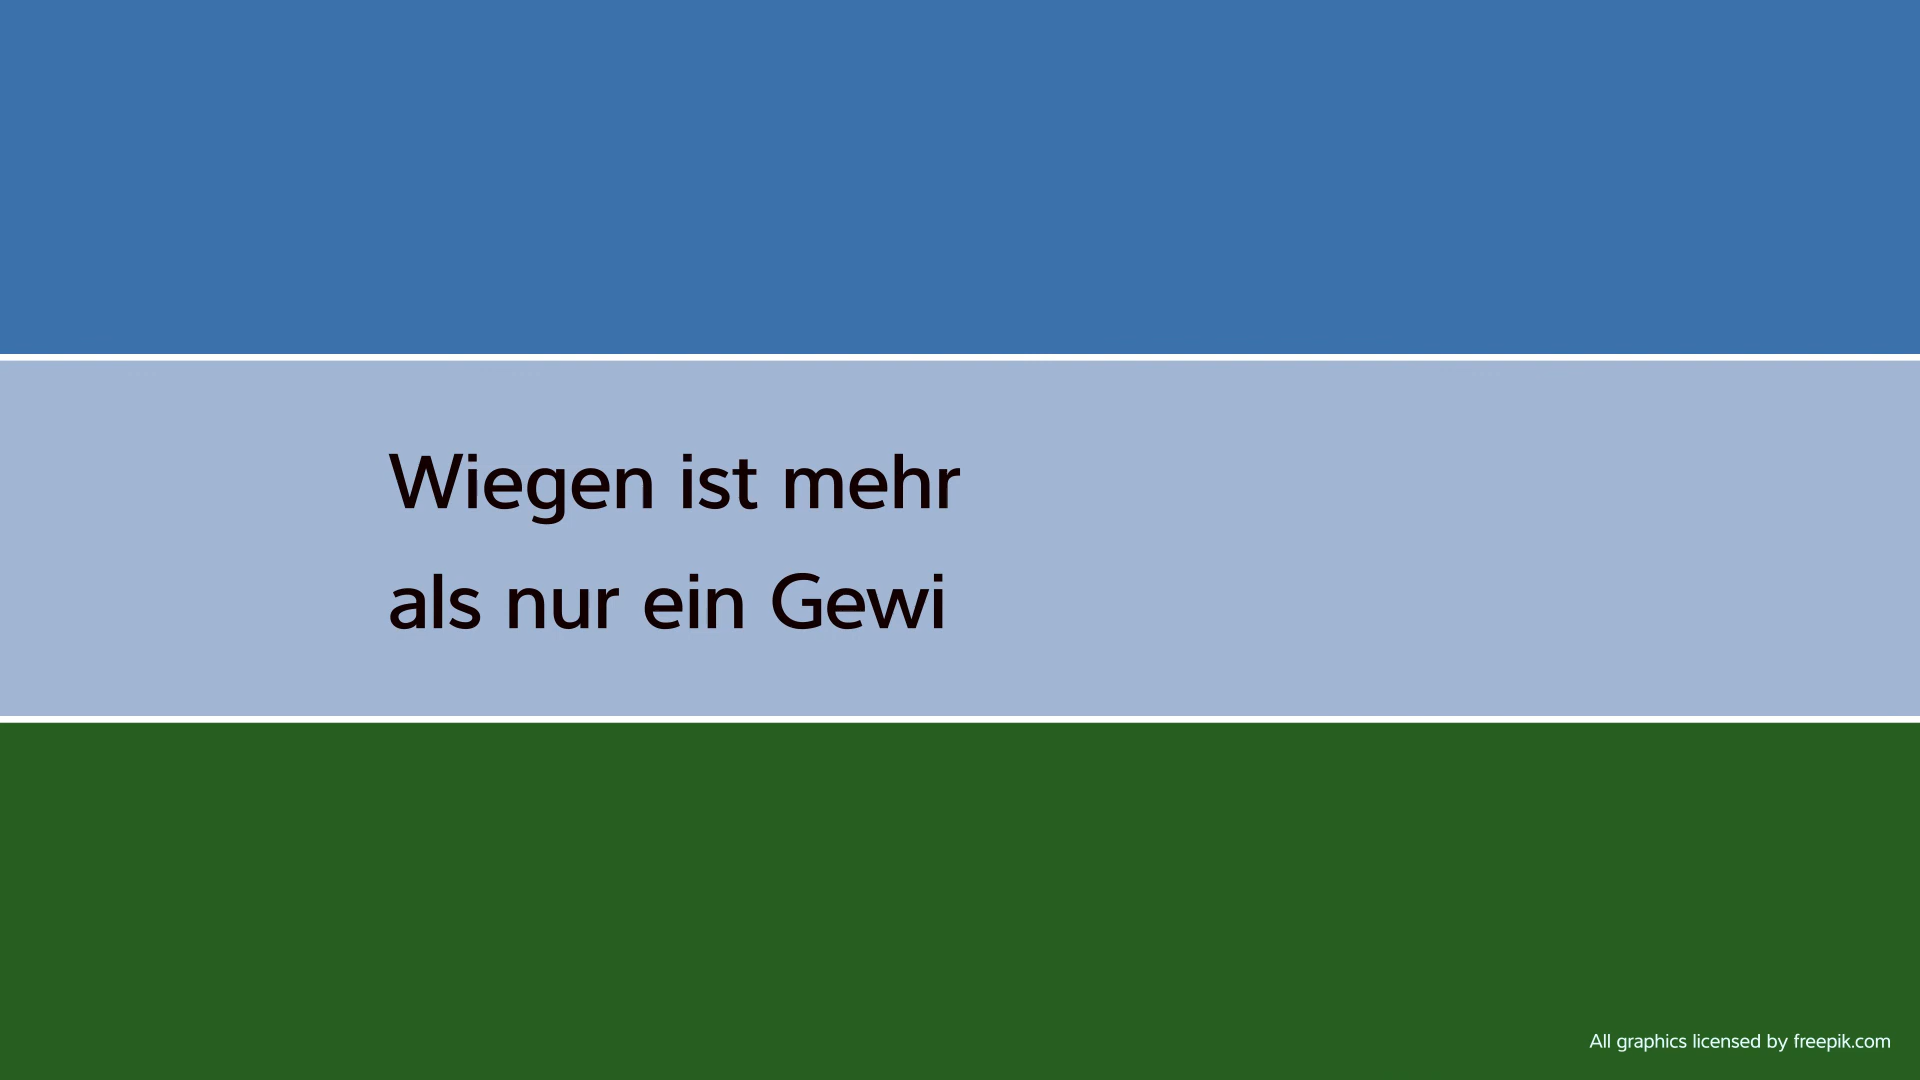 Wiegen ist mehr
als nur ein Gewi
All graphics licensed by freepik.com